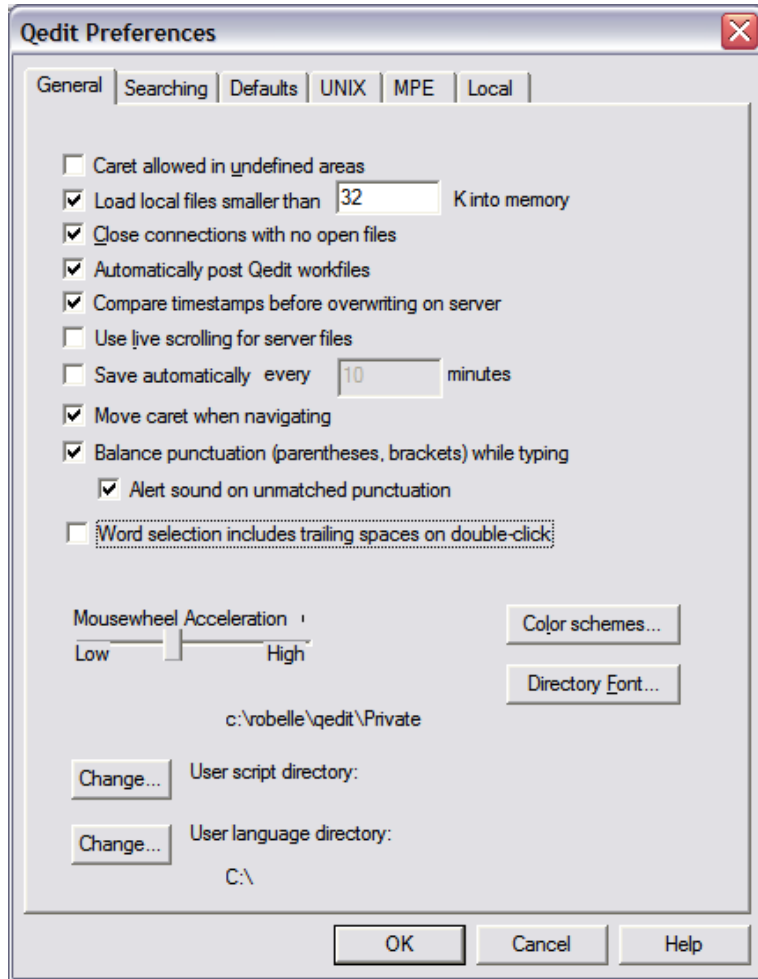 Qedit Preferences
General Searching Defaults UNIX MPE Local
Caret allowed in undefined areas
Load local files smaller than 32 K into memory
Close connections with no open files
Automatically post Qedit workfiles
Compare timestamps before overwriting on server
Use live scrolling for server files
Save automatically every 10 minutes
Move caret when navigating
Balance punctuation (parentheses, brackets) while typing
Alert sound on unmatched punctuation
Word selection includes trailing spaces on double-click
Mousewheel Acceleration
Low High
Color schemes...
Directory Font...
c:\robelle\qedit\Private
Change... User script directory:
Change... User language directory:
C:\
OK Cancel Help